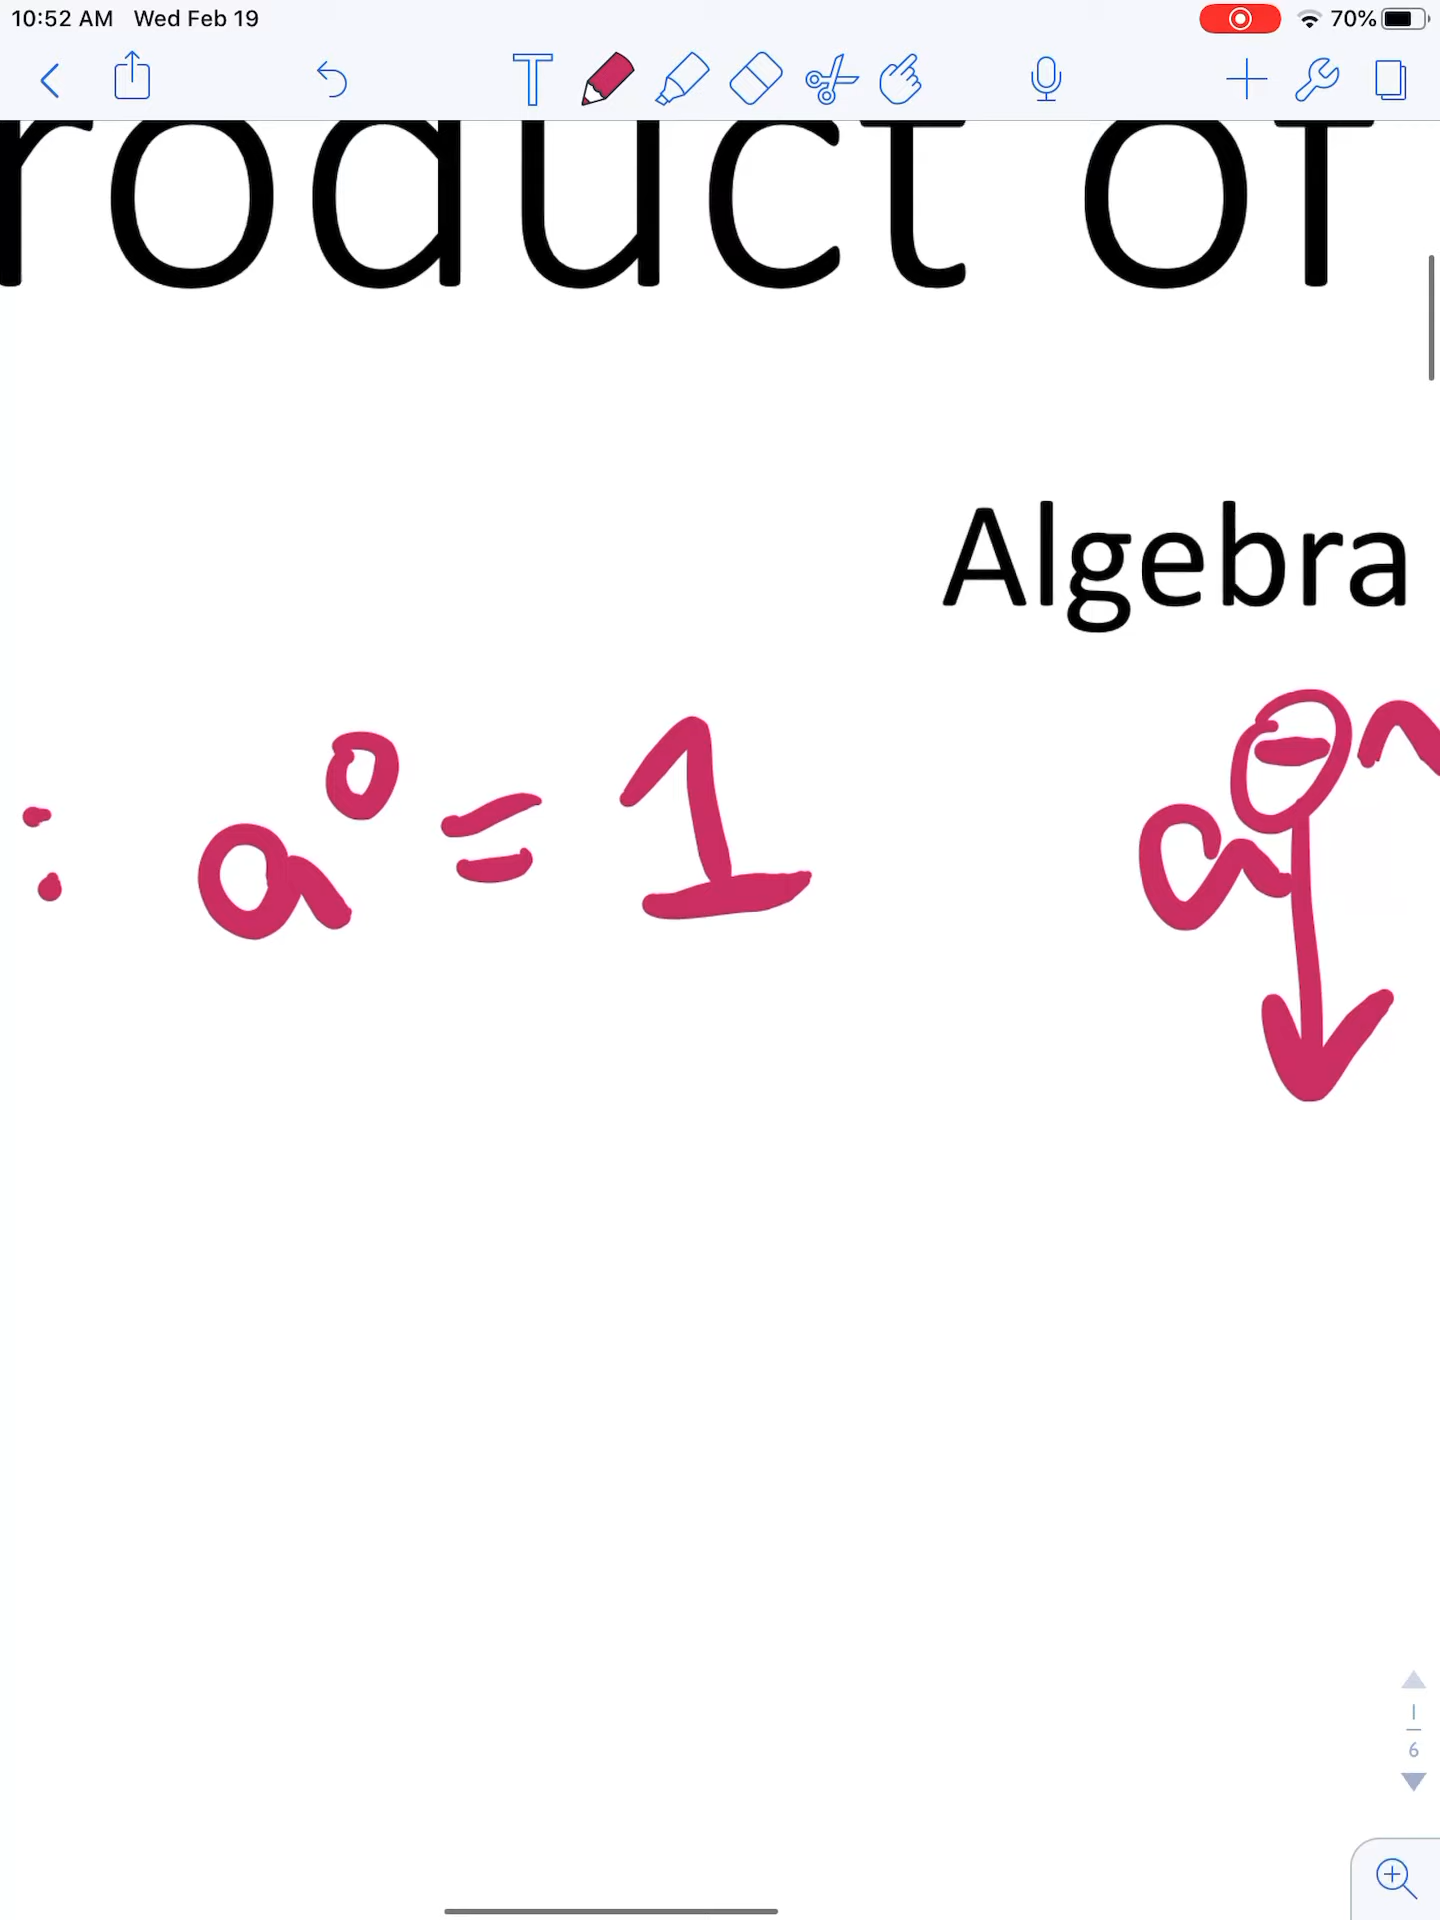 10:52 AM Wed Feb 19 70%
roduct of
Algebra
: a⁰ = 1 a⁻ⁿ
1
6